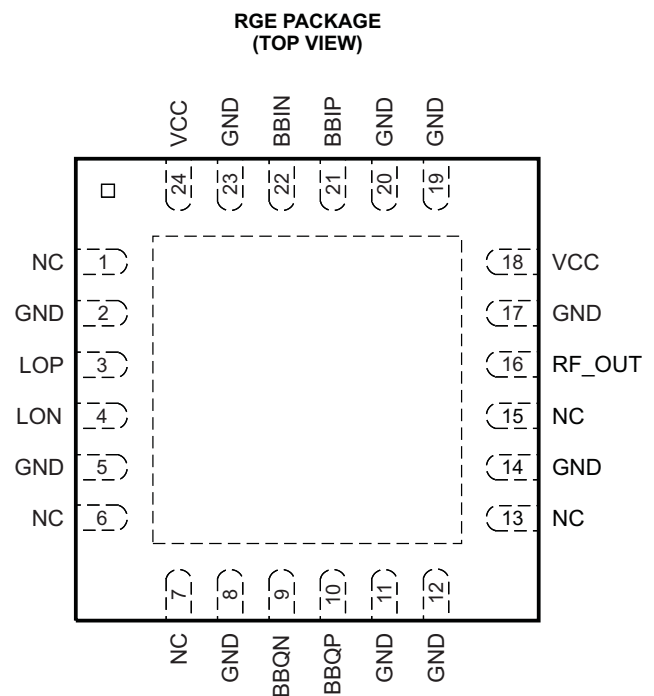 RGE PACKAGE
(TOP VIEW)
VCC
GND
BBIN
BBIP
GND
GND
24
23
22
21
20
19
NC 1
GND 2
LOP 3
LON 4
GND 5
NC 6
18 VCC
17 GND
16 RF_OUT
15 NC
14 GND
13 NC
7
8
9
10
11
12
NC
GND
BBQN
BBQP
GND
GND